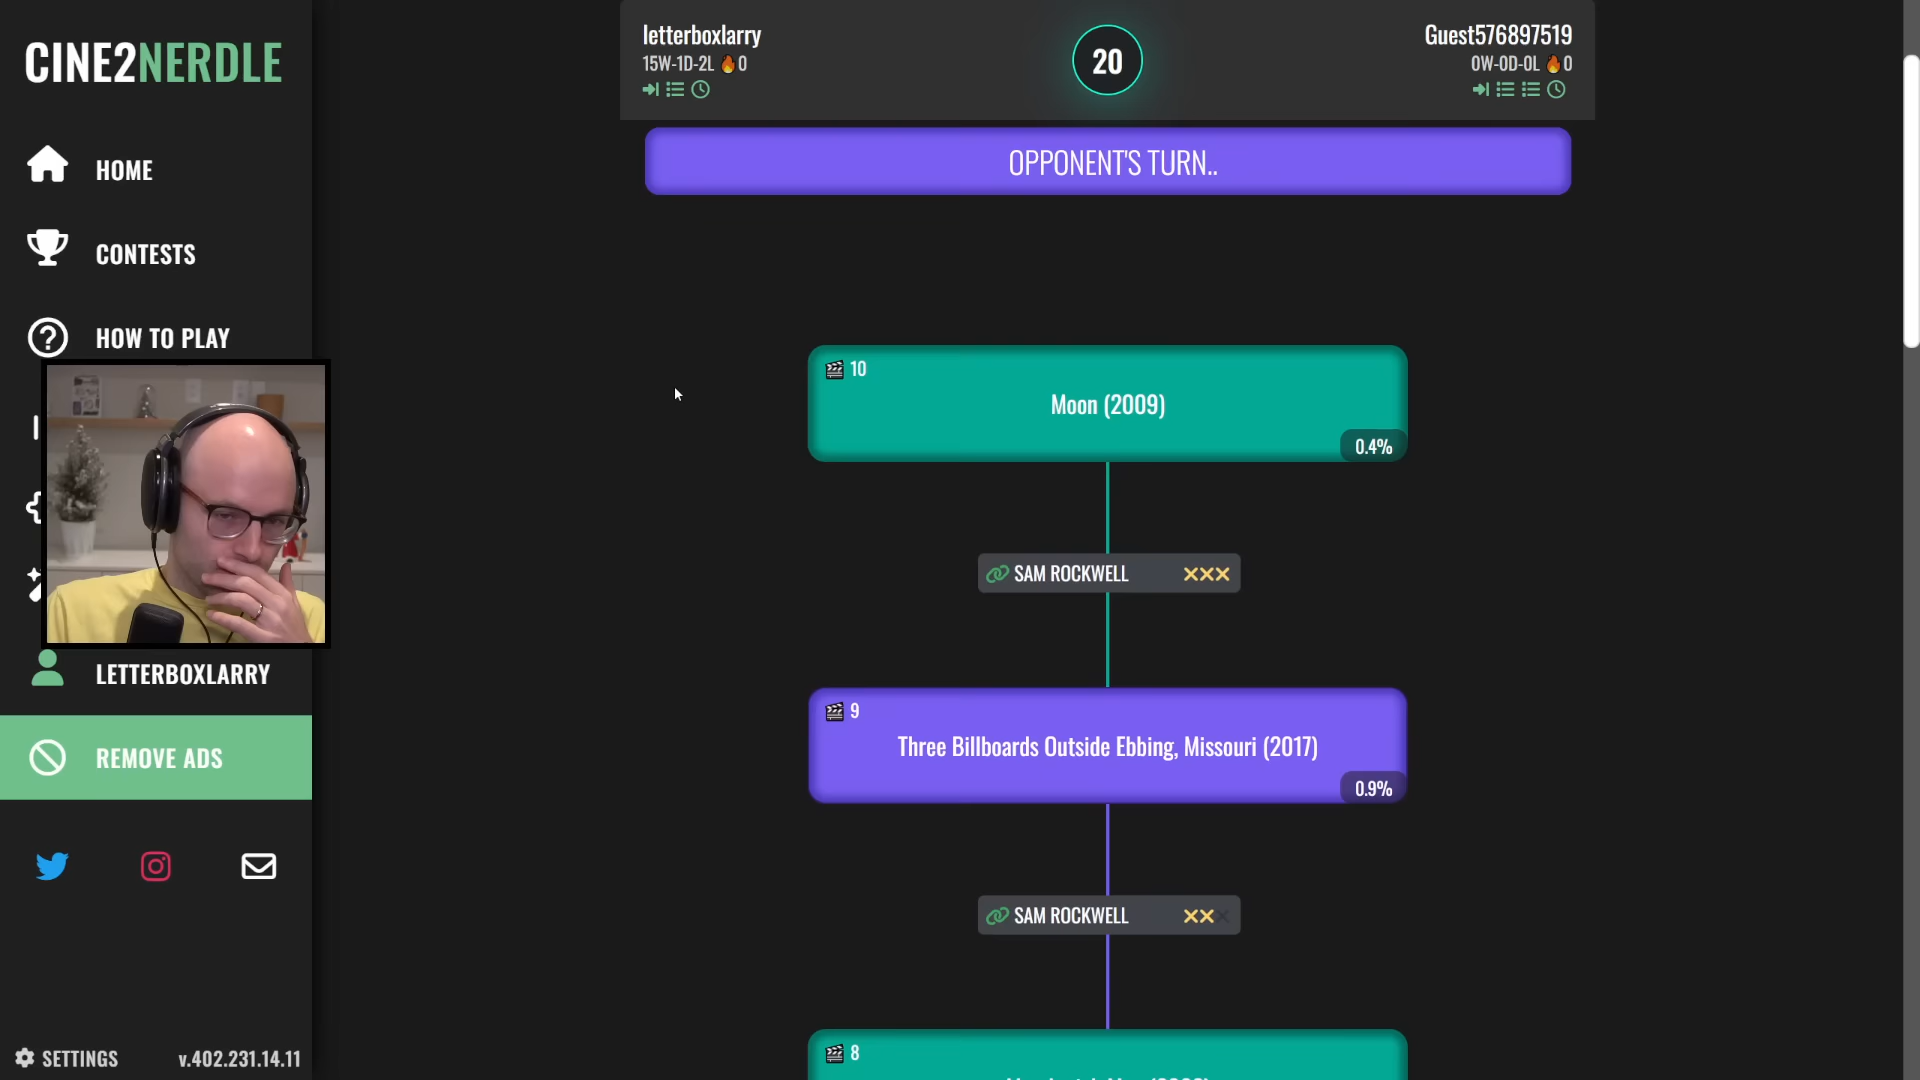 CINE2NERDLE
HOME
CONTESTS
HOW TO PLAY
LETTERBOXLARRY
REMOVE ADS
SETTINGS
v.402.231.14.11
letterboxlarry
15W-1D-2L 🔥0
20
Guest576897519
0W-0D-0L 🔥0
OPPONENT'S TURN..
10
Moon (2009)
0.4%
SAM ROCKWELL
9
Three Billboards Outside Ebbing, Missouri (2017)
0.9%
SAM ROCKWELL
8